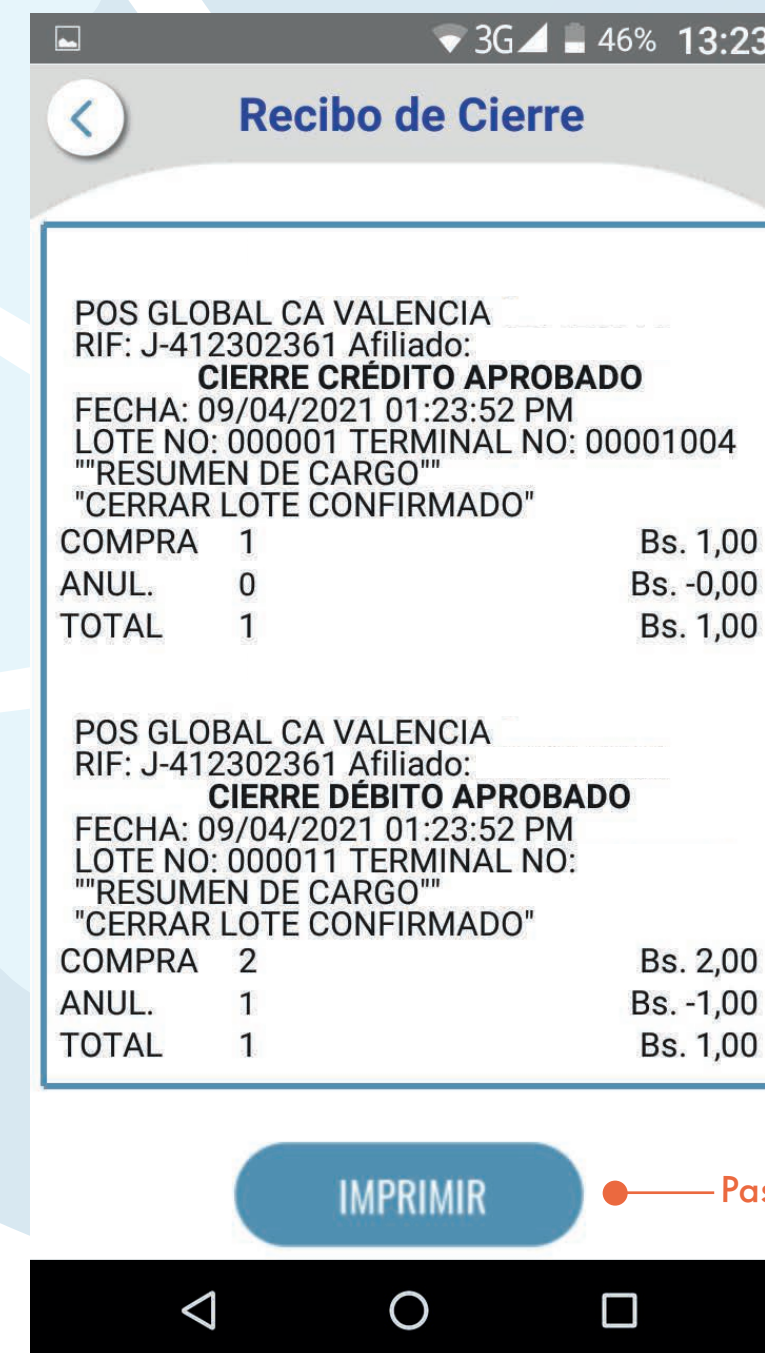 3G 46% 13:23
Recibo de Cierre
POS GLOBAL CA VALENCIA
RIF: J-412302361 Afiliado:
CIERRE CRÉDITO APROBADO
FECHA: 09/04/2021 01:23:52 PM
LOTE NO: 000001 TERMINAL NO: 00001004
""RESUMEN DE CARGO""
"CERRAR LOTE CONFIRMADO"
COMPRA 1 Bs. 1,00
ANUL. 0 Bs. -0,00
TOTAL 1 Bs. 1,00
POS GLOBAL CA VALENCIA
RIF: J-412302361 Afiliado:
CIERRE DÉBITO APROBADO
FECHA: 09/04/2021 01:23:52 PM
LOTE NO: 000011 TERMINAL NO:
""RESUMEN DE CARGO""
"CERRAR LOTE CONFIRMADO"
COMPRA 2 Bs. 2,00
ANUL. 1 Bs. -1,00
TOTAL 1 Bs. 1,00
IMPRIMIR